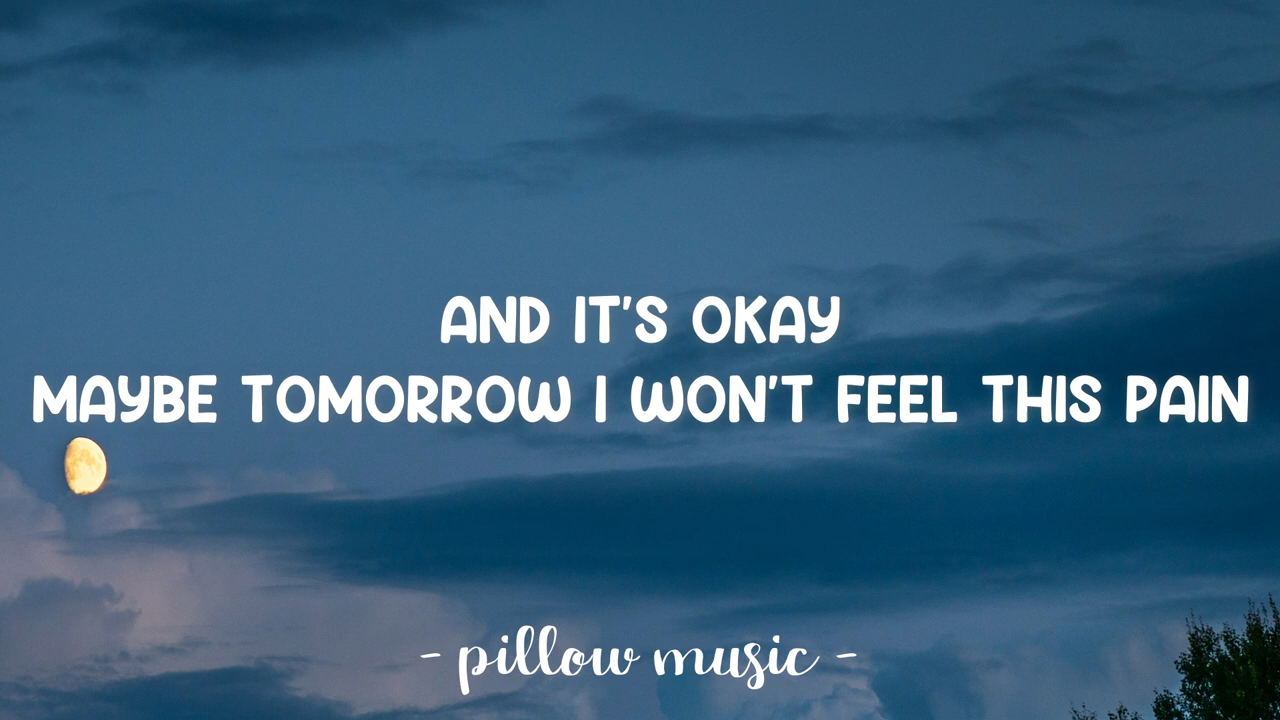 AND IT'S OKAY
MAYBE TOMORROW I WON'T FEEL THIS PAIN
- pillow music -